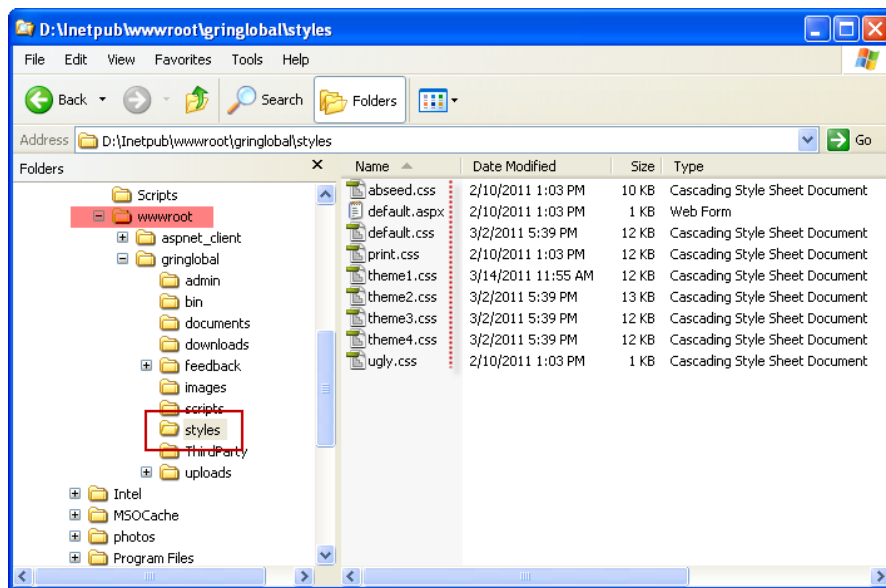 D:\Inetpub\wwwroot\gringlobal\styles
File Edit View Favorites Tools Help
Back Search Folders
Address D:\Inetpub\wwwroot\gringlobal\styles Go
Folders
Scripts
wwwroot
aspnet_client
gringlobal
admin
bin
documents
downloads
feedback
images
scripts
styles
ThirdParty
uploads
Intel
MSOCache
photos
Program Files
Name Date Modified Size Type
abseed.css 2/10/2011 1:03 PM 10 KB Cascading Style Sheet Document
default.aspx 2/10/2011 1:03 PM 1 KB Web Form
default.css 3/2/2011 5:39 PM 12 KB Cascading Style Sheet Document
print.css 2/10/2011 1:03 PM 12 KB Cascading Style Sheet Document
theme1.css 3/14/2011 11:55 AM 12 KB Cascading Style Sheet Document
theme2.css 3/2/2011 5:39 PM 13 KB Cascading Style Sheet Document
theme3.css 3/2/2011 5:39 PM 12 KB Cascading Style Sheet Document
theme4.css 3/2/2011 5:39 PM 12 KB Cascading Style Sheet Document
ugly.css 2/10/2011 1:03 PM 1 KB Cascading Style Sheet Document